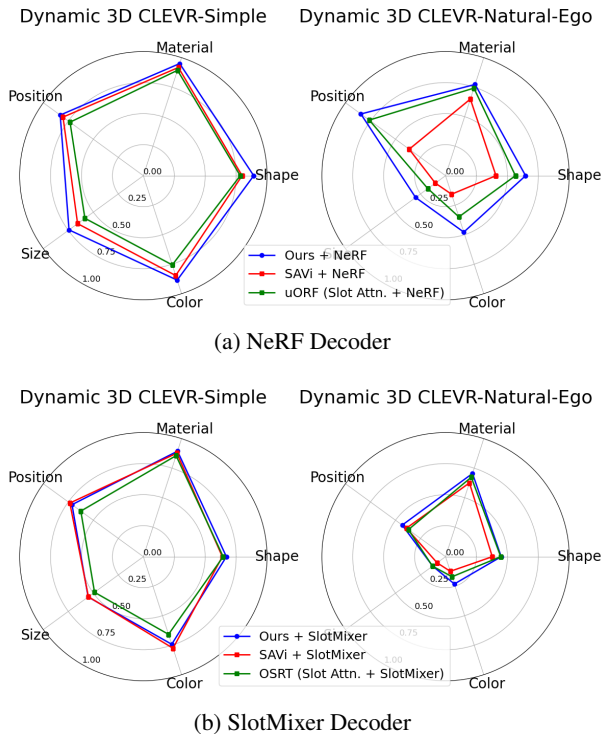 Dynamic 3D CLEVR-Simple
Dynamic 3D CLEVR-Natural-Ego
Material
Material
Position
Position
0.00
0.00
Shape
Shape
0.25
0.25
0.50
0.50
Size
Size
0.75
0.75
1.00
1.00
Ours + NeRF
SAVi + NeRF
uORF (Slot Attn. + NeRF)
Color
Color
(a) NeRF Decoder
Dynamic 3D CLEVR-Simple
Dynamic 3D CLEVR-Natural-Ego
Material
Material
Position
Position
0.00
0.00
Shape
Shape
0.25
0.25
0.50
0.50
Size
Size
0.75
0.75
1.00
1.00
Ours + SlotMixer
SAVi + SlotMixer
OSRT (Slot Attn. + SlotMixer)
Color
Color
(b) SlotMixer Decoder